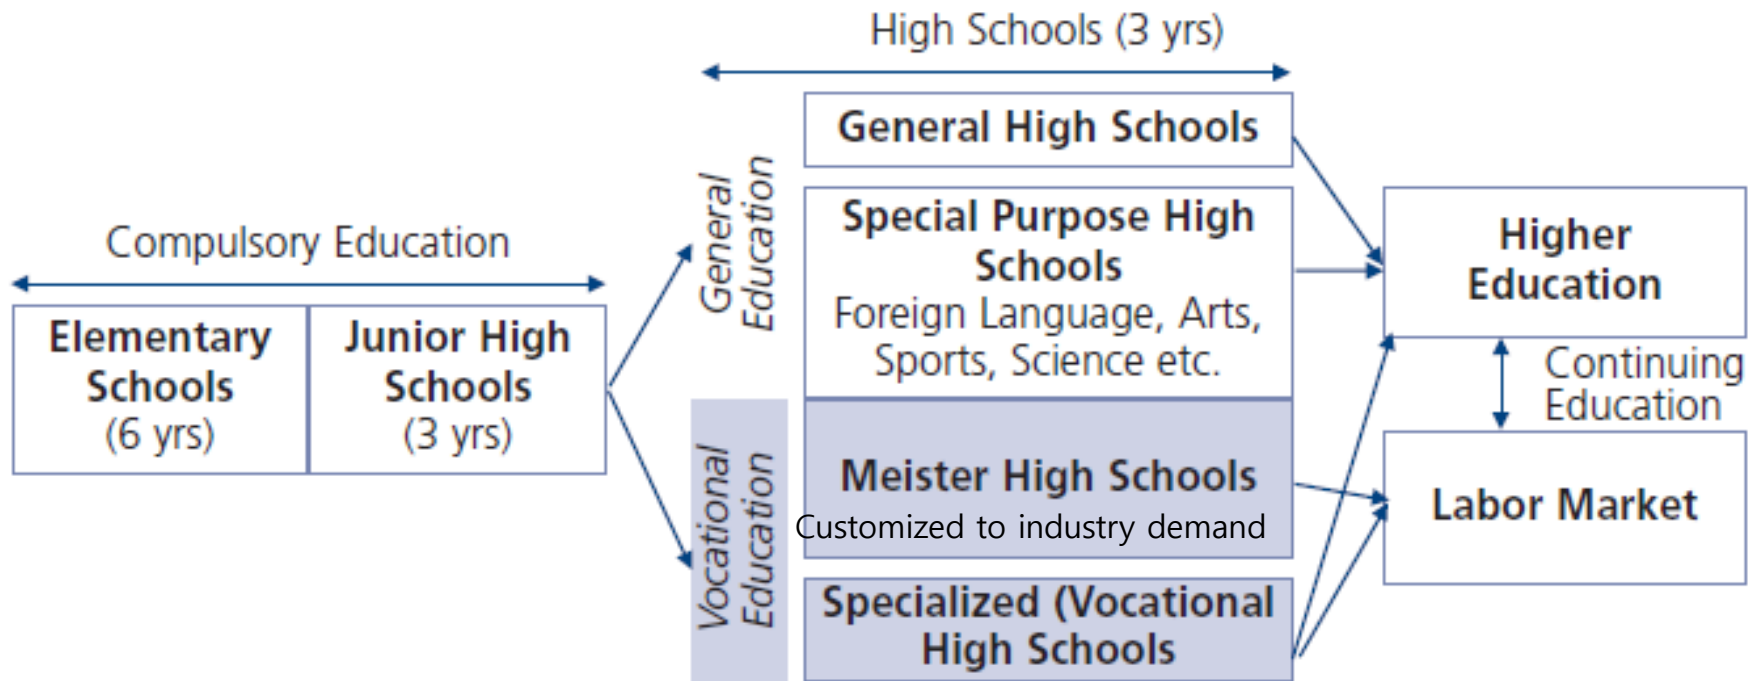 High Schools (3 yrs)
General High Schools
General
Education
Special Purpose High
Schools
Foreign Language, Arts,
Sports, Science etc.
Higher
Education
Compulsory Education
Elementary
Schools
(6 yrs)
Junior High
Schools
(3 yrs)
Continuing
Education
Vocational
Education
Meister High Schools
Customized to industry demand
Labor Market
Specialized (Vocational
High Schools